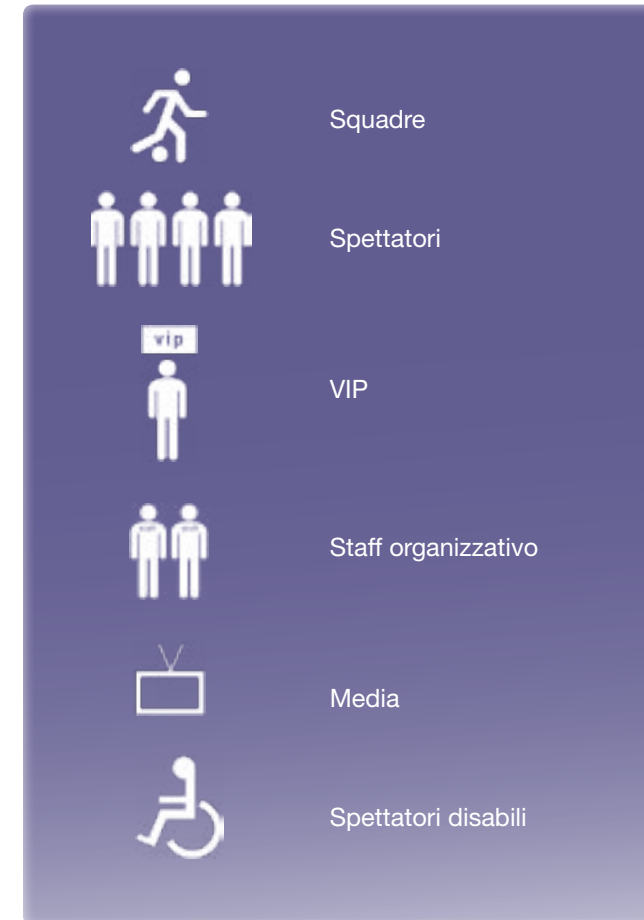 Squadre
Spettatori
vip
VIP
Staff organizzativo
Media
Spettatori disabili